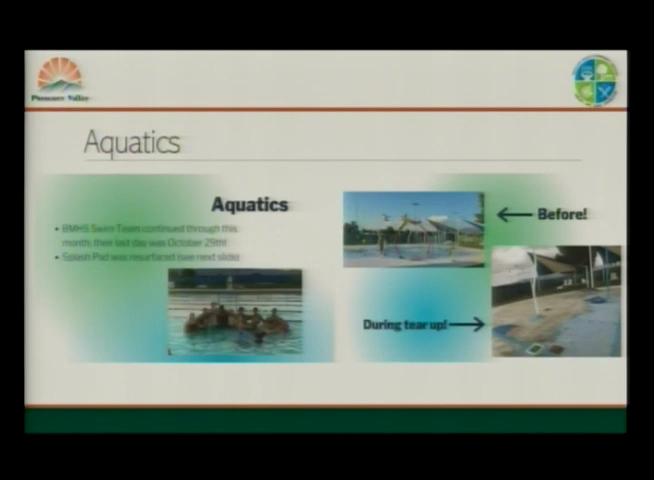 Prescott Valley
Aquatics
Aquatics
• BMHS Swim Team continued through this
month, their last day was October 29th!
• Splash Pad was resurfaced (see next slide)
Before!
During tear up!